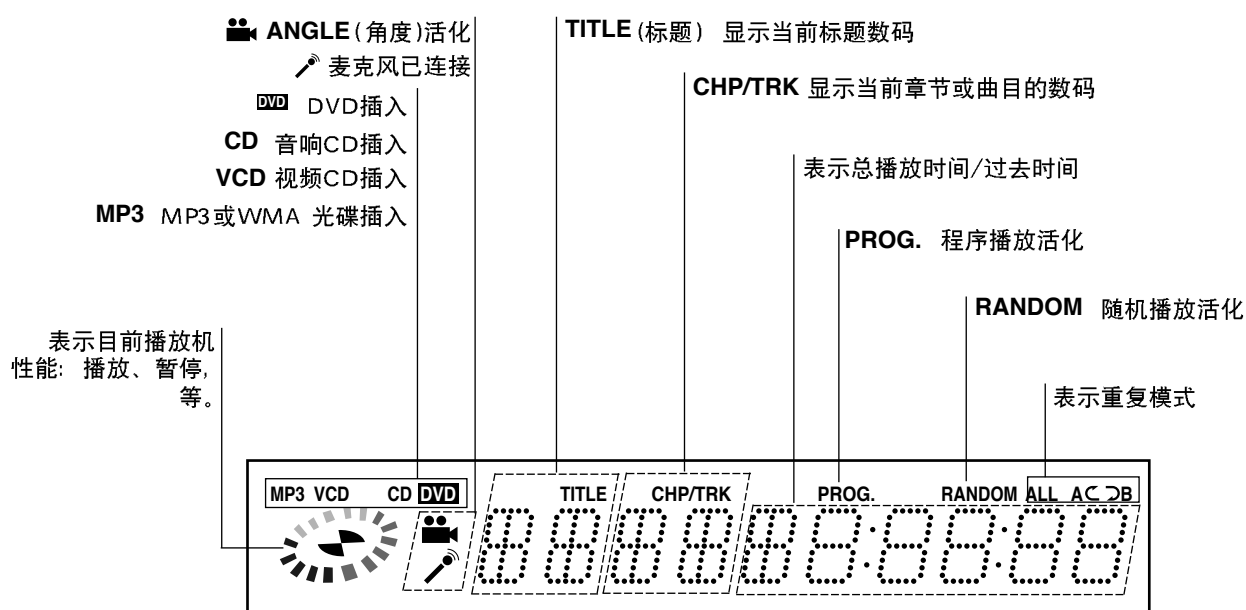 ANGLE(角度)活化
麦克风已连接
DVD DVD插入
CD 音响CD插入
VCD 视频CD插入
MP3 MP3或WMA 光碟插入
TITLE(标题) 显示当前标题数码
CHP/TRK 显示当前章节或曲目的数码
表示总播放时间/过去时间
PROG. 程序播放活化
RANDOM 随机播放活化
表示重复模式
表示目前播放机
性能: 播放、暂停,
等。
MP3 VCD CD DVD TITLE CHP/TRK PROG. RANDOM ALL A⊂⊃B